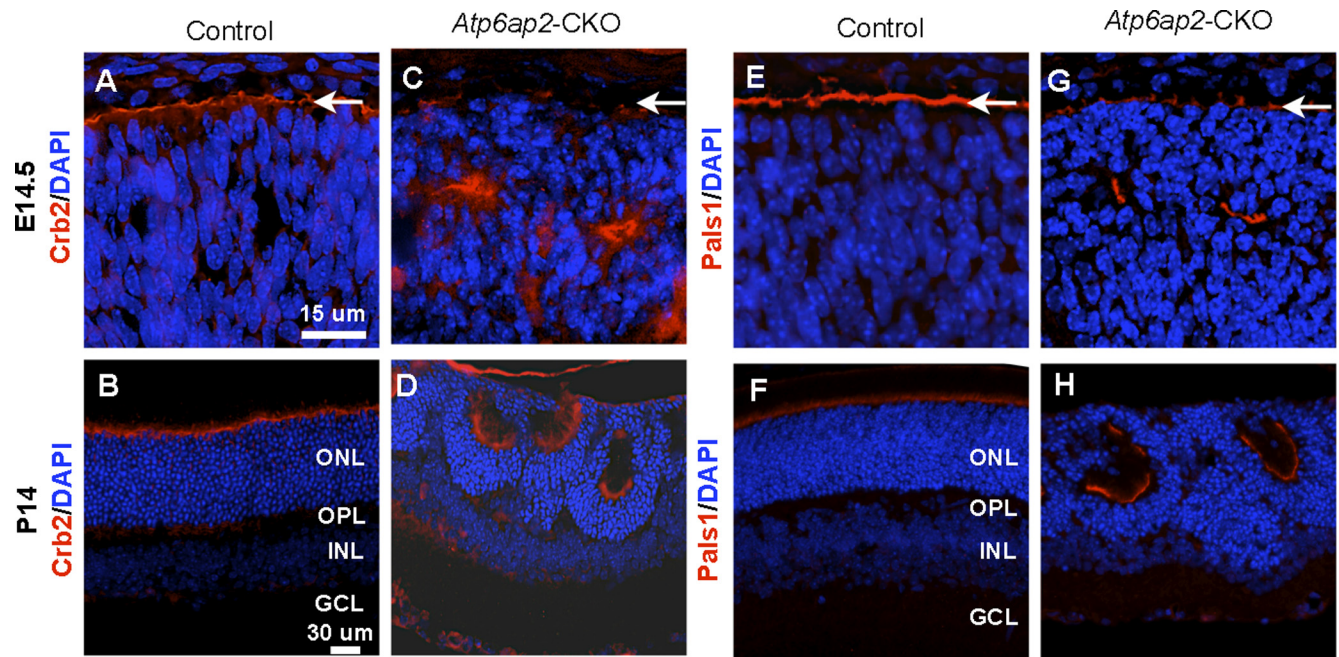 Control
Atp6ap2-CKO
Control
Atp6ap2-CKO
E14.5
Crb2/DAPI
A
15 um
C
Pals1/DAPI
E
G
P14
Crb2/DAPI
B
ONL
OPL
INL
GCL
30 um
D
Pals1/DAPI
F
ONL
OPL
INL
GCL
H